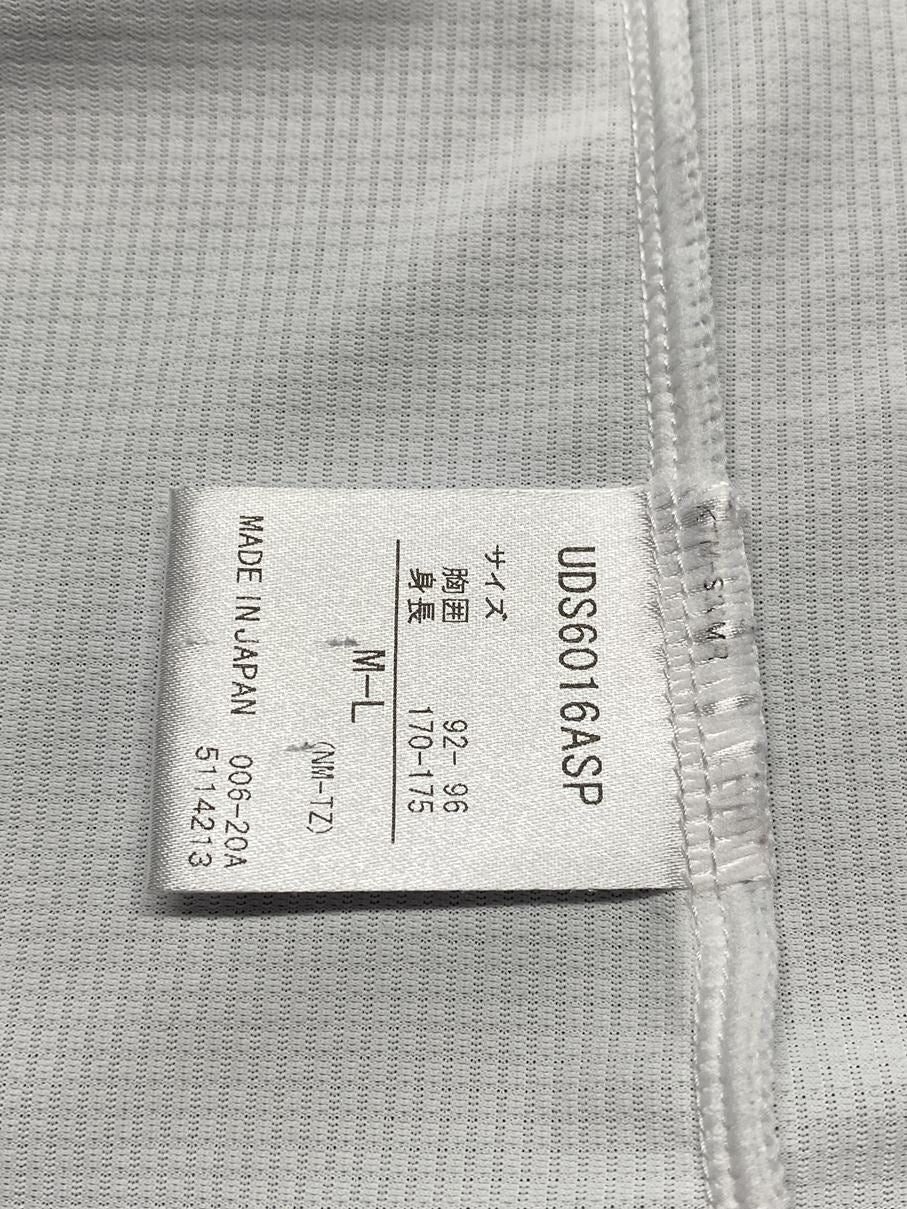 UDS6016ASP
サイズ
胸囲 92- 96
身長 170-175
M-L
(NM-TZ)
MADE IN JAPAN 006-20A
5114213